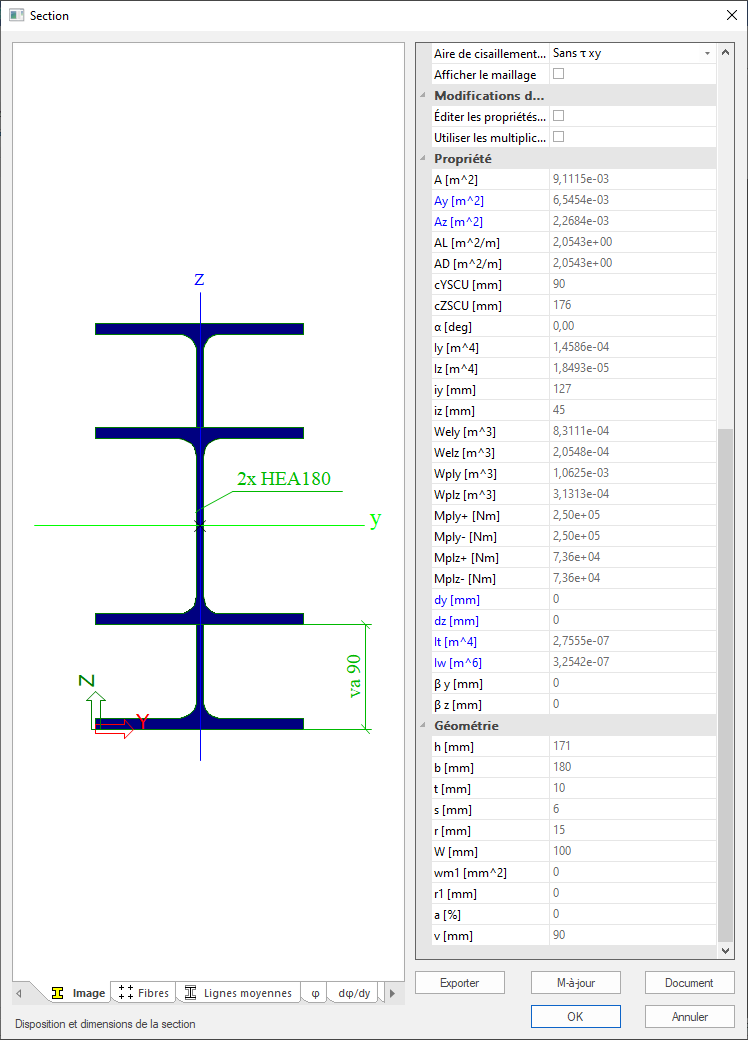 Section
z
2x HEA180
y
va 90
Z
Y
Image
Fibres
Lignes moyennes
φ
dφ/dy
Disposition et dimensions de la section
Aire de cisaillement... Sans τ xy
Afficher le maillage
Modifications d...
Éditer les propriétés...
Utiliser les multiplic...
Propriété
A [m^2] 9,1115e-03
Ay [m^2] 6,5454e-03
Az [m^2] 2,2684e-03
AL [m^2/m] 2,0543e+00
AD [m^2/m] 2,0543e+00
cYSCU [mm] 90
cZSCU [mm] 176
α [deg] 0,00
Iy [m^4] 1,4586e-04
Iz [m^4] 1,8493e-05
iy [mm] 127
iz [mm] 45
Wely [m^3] 8,3111e-04
Welz [m^3] 2,0548e-04
Wply [m^3] 1,0625e-03
Wplz [m^3] 3,1313e-04
Mply+ [Nm] 2,50e+05
Mply- [Nm] 2,50e+05
Mplz+ [Nm] 7,36e+04
Mplz- [Nm] 7,36e+04
dy [mm] 0
dz [mm] 0
It [m^4] 2,7555e-07
Iw [m^6] 3,2542e-07
β y [mm] 0
β z [mm] 0
Géométrie
h [mm] 171
b [mm] 180
t [mm] 10
s [mm] 6
r [mm] 15
W [mm] 100
wm1 [mm^2] 0
r1 [mm] 0
a [%] 0
v [mm] 90
Exporter
M-à-jour
Document
OK
Annuler